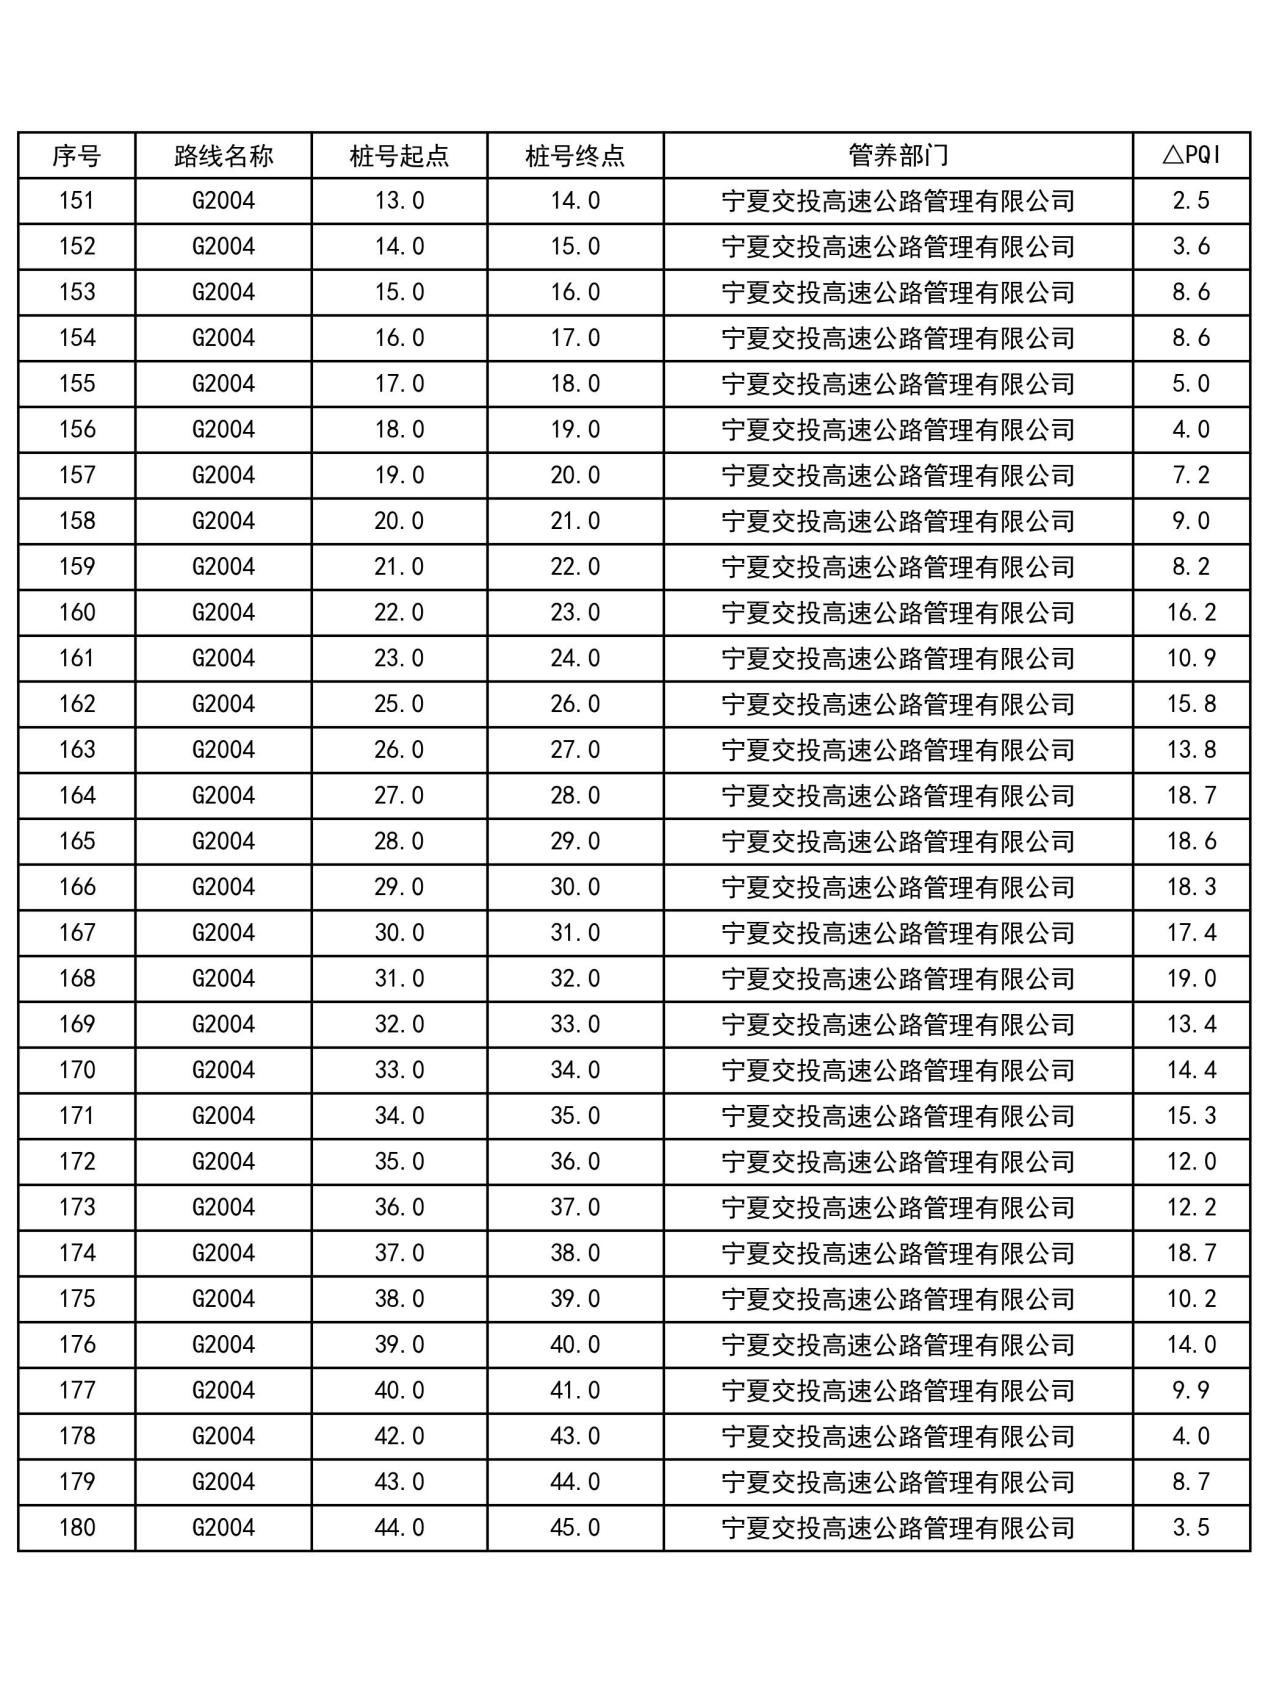 序号 路线名称 桩号起点 桩号终点 管养部门 △PQI
151 G2004 13.0 14.0 宁夏交投高速公路管理有限公司 2.5
152 G2004 14.0 15.0 宁夏交投高速公路管理有限公司 3.6
153 G2004 15.0 16.0 宁夏交投高速公路管理有限公司 8.6
154 G2004 16.0 17.0 宁夏交投高速公路管理有限公司 8.6
155 G2004 17.0 18.0 宁夏交投高速公路管理有限公司 5.0
156 G2004 18.0 19.0 宁夏交投高速公路管理有限公司 4.0
157 G2004 19.0 20.0 宁夏交投高速公路管理有限公司 7.2
158 G2004 20.0 21.0 宁夏交投高速公路管理有限公司 9.0
159 G2004 21.0 22.0 宁夏交投高速公路管理有限公司 8.2
160 G2004 22.0 23.0 宁夏交投高速公路管理有限公司 16.2
161 G2004 23.0 24.0 宁夏交投高速公路管理有限公司 10.9
162 G2004 25.0 26.0 宁夏交投高速公路管理有限公司 15.8
163 G2004 26.0 27.0 宁夏交投高速公路管理有限公司 13.8
164 G2004 27.0 28.0 宁夏交投高速公路管理有限公司 18.7
165 G2004 28.0 29.0 宁夏交投高速公路管理有限公司 18.6
166 G2004 29.0 30.0 宁夏交投高速公路管理有限公司 18.3
167 G2004 30.0 31.0 宁夏交投高速公路管理有限公司 17.4
168 G2004 31.0 32.0 宁夏交投高速公路管理有限公司 19.0
169 G2004 32.0 33.0 宁夏交投高速公路管理有限公司 13.4
170 G2004 33.0 34.0 宁夏交投高速公路管理有限公司 14.4
171 G2004 34.0 35.0 宁夏交投高速公路管理有限公司 15.3
172 G2004 35.0 36.0 宁夏交投高速公路管理有限公司 12.0
173 G2004 36.0 37.0 宁夏交投高速公路管理有限公司 12.2
174 G2004 37.0 38.0 宁夏交投高速公路管理有限公司 18.7
175 G2004 38.0 39.0 宁夏交投高速公路管理有限公司 10.2
176 G2004 39.0 40.0 宁夏交投高速公路管理有限公司 14.0
177 G2004 40.0 41.0 宁夏交投高速公路管理有限公司 9.9
178 G2004 42.0 43.0 宁夏交投高速公路管理有限公司 4.0
179 G2004 43.0 44.0 宁夏交投高速公路管理有限公司 8.7
180 G2004 44.0 45.0 宁夏交投高速公路管理有限公司 3.5